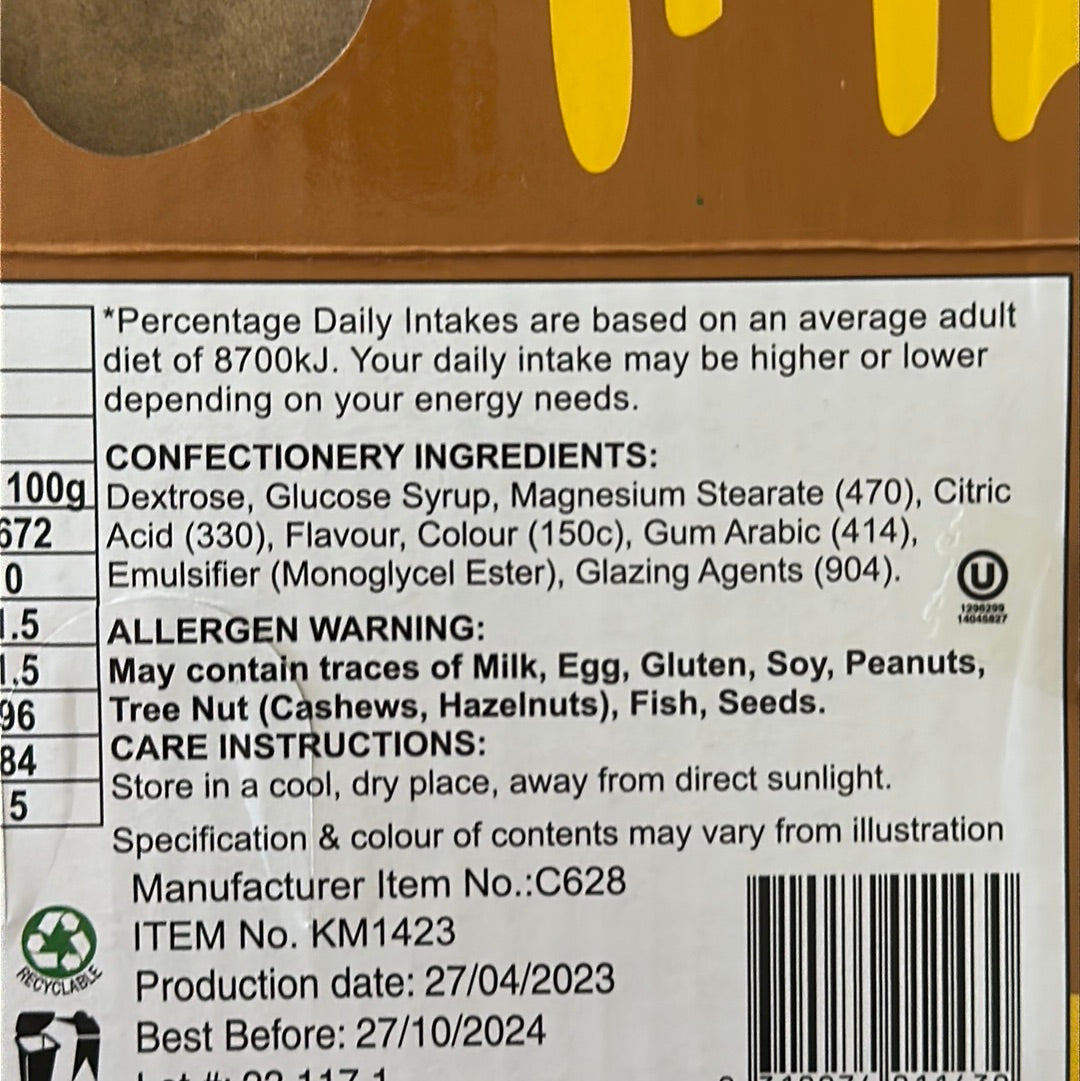 *Percentage Daily Intakes are based on an average adult
diet of 8700kJ. Your daily intake may be higher or lower
depending on your energy needs.
CONFECTIONERY INGREDIENTS:
100g
Dextrose, Glucose Syrup, Magnesium Stearate (470), Citric
672
Acid (330), Flavour, Colour (150c), Gum Arabic (414),
0
Emulsifier (Monoglycel Ester), Glazing Agents (904).
U
1.5
ALLERGEN WARNING:
1.5
May contain traces of Milk, Egg, Gluten, Soy, Peanuts,
96
Tree Nut (Cashews, Hazelnuts), Fish, Seeds.
84
CARE INSTRUCTIONS:
5
Store in a cool, dry place, away from direct sunlight.
Specification & colour of contents may vary from illustration
Manufacturer Item No.:C628
ITEM No. KM1423
RECYCLABLE
Production date: 27/04/2023
Best Before: 27/10/2024